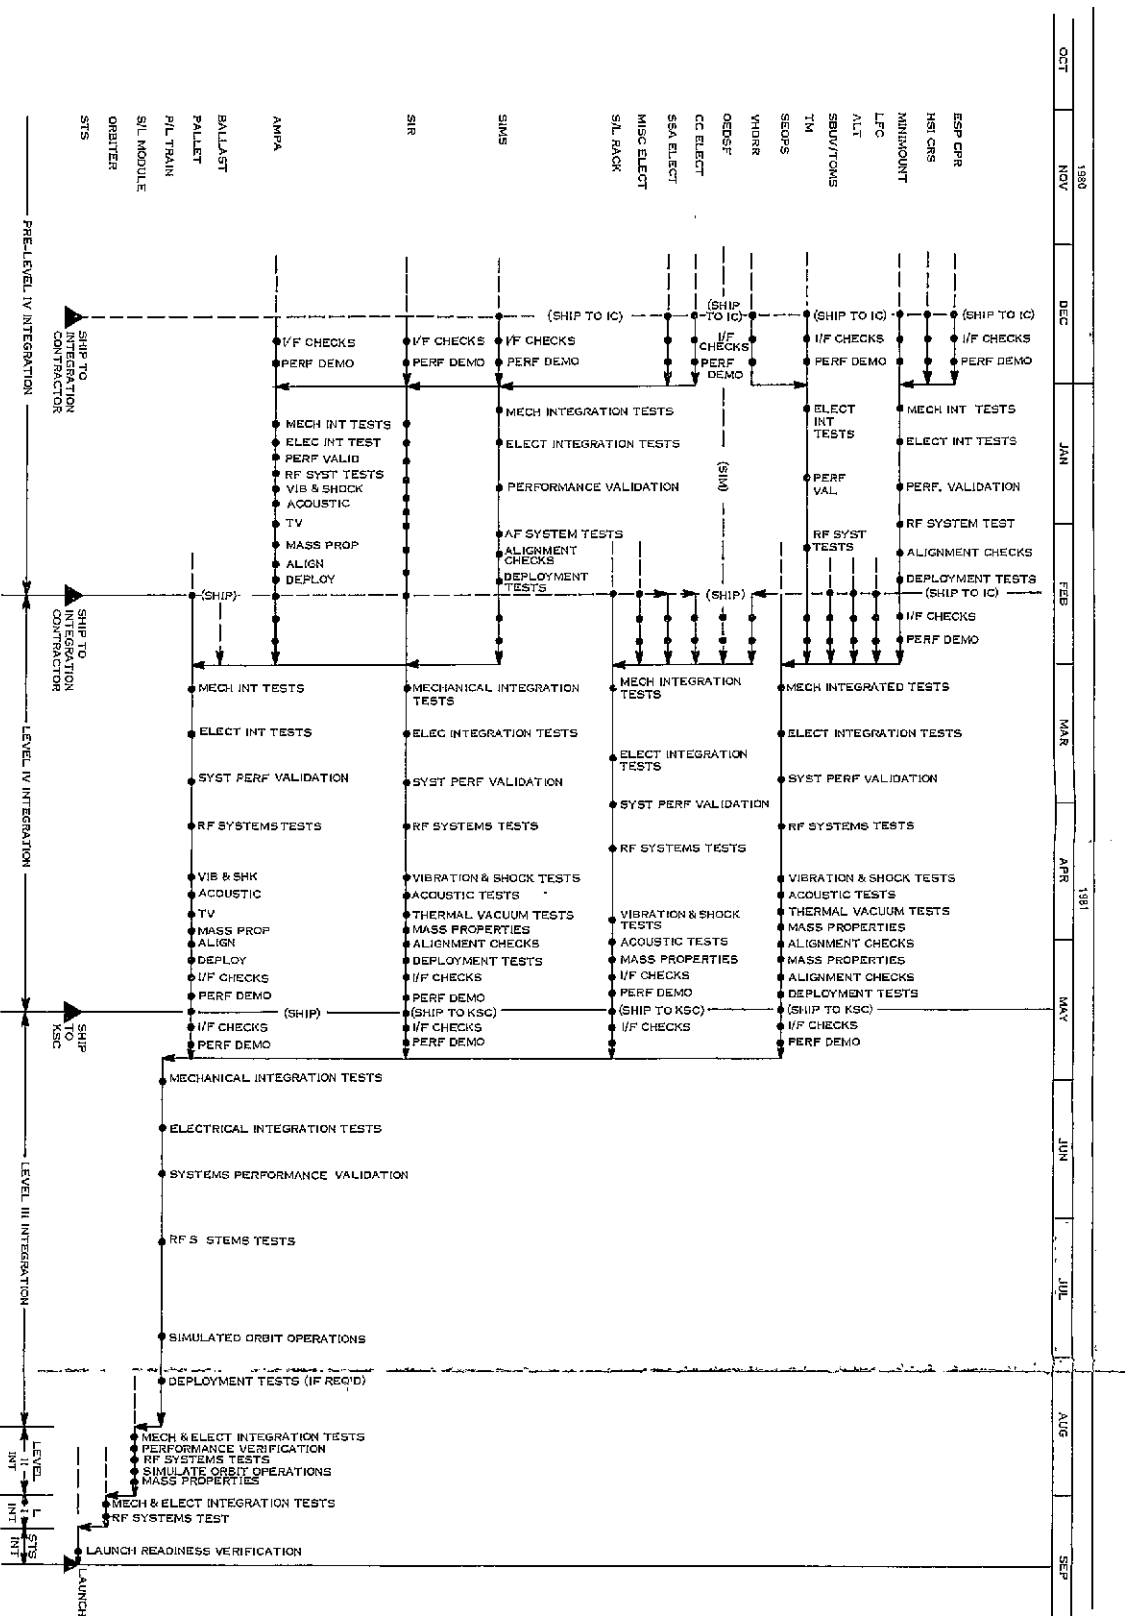 1980
1981
OCT
NOV
DEC
JAN
FEB
MAR
APR
MAY
JUN
JUL
AUG
SEP
ESP CPR
HSI CRS
MINIMOUNT
LFC
ALT
SBUV/TOMS
TM
SEOPS
VHDRR
OEDSF
CC ELECT
SSA ELECT
MISC ELECT
S/L RACK
SIMS
SIR
AMPA
BALLAST
PALLET
P/L TRAIN
S/L MODULE
ORBITER
STS
(SHIP TO IC)
(SHIP
TO IC)
(SHIP TO IC)
(SHIP TO IC)
I/F CHECKS
I/F CHECKS
I/F CHECKS
I/F
CHECKS
I/F CHECKS
I/F CHECKS
PERF DEMO
PERF DEMO
PERF DEMO
PERF
DEMO
PERF DEMO
PERF DEMO
MECH INT TESTS
ELEC INT TEST
PERF VALID
RF SYST TESTS
VIB & SHOCK
ACOUSTIC
TV
MASS PROP
ALIGN
DEPLOY
MECH INTEGRATION TESTS
ELECT INTEGRATION TESTS
PERFORMANCE VALIDATION
AF SYSTEM TESTS
ALIGNMENT
CHECKS
DEPLOYMENT
TESTS
(SIM)
ELECT
INT
TESTS
PERF
VAL
RF SYST
TESTS
MECH INT TESTS
ELECT INT TESTS
PERF. VALIDATION
RF SYSTEM TEST
ALIGNMENT CHECKS
DEPLOYMENT TESTS
(SHIP)
(SHIP)
(SHIP TO IC)
I/F CHECKS
PERF DEMO
MECH INT TESTS
ELECT INT TESTS
SYST PERF VALIDATION
RF SYSTEMS TESTS
VIB & SHK
ACOUSTIC
TV
MASS PROP
ALIGN
DEPLOY
I/F CHECKS
PERF DEMO
(SHIP)
I/F CHECKS
PERF DEMO
MECHANICAL INTEGRATION
TESTS
ELEC INTEGRATION TESTS
SYST PERF VALIDATION
RF SYSTEMS TESTS
VIBRATION & SHOCK TESTS
ACOUSTIC TESTS
THERMAL VACUUM TESTS
MASS PROPERTIES
ALIGNMENT CHECKS
DEPLOYMENT TESTS
I/F CHECKS
PERF DEMO
(SHIP TO KSC)
I/F CHECKS
PERF DEMO
MECH INTEGRATION
TESTS
ELECT INTEGRATION
TESTS
SYST PERF VALIDATION
RF SYSTEMS TESTS
VIBRATION & SHOCK
TESTS
ACOUSTIC TESTS
MASS PROPERTIES
I/F CHECKS
PERF DEMO
(SHIP TO KSC)
I/F CHECKS
MECH INTEGRATED TESTS
ELECT INTEGRATION TESTS
SYST PERF VALIDATION
RF SYSTEMS TESTS
VIBRATION & SHOCK TESTS
ACOUSTIC TESTS
THERMAL VACUUM TESTS
MASS PROPERTIES
ALIGNMENT CHECKS
MASS PROPERTIES
ALIGNMENT CHECKS
DEPLOYMENT TESTS
(SHIP TO KSC)
I/F CHECKS
PERF DEMO
MECHANICAL INTEGRATION TESTS
ELECTRICAL INTEGRATION TESTS
SYSTEMS PERFORMANCE VALIDATION
RF S STEMS TESTS
SIMULATED ORBIT OPERATIONS
DEPLOYMENT TESTS (IF REQ'D)
MECH & ELECT INTEGRATION TESTS
PERFORMANCE VERIFICATION
RF SYSTEMS TESTS
SIMULATE ORBIT OPERATIONS
MASS PROPERTIES
MECH & ELECT INTEGRATION TESTS
RF SYSTEMS TEST
LAUNCH READINESS VERIFICATION
SHIP TO
INTEGRATION
CONTRACTOR
SHIP TO
INTEGRATION
CONTRACTOR
SHIP
TO
KSC
LAUNCH
PRE-LEVEL IV INTEGRATION
LEVEL IV INTEGRATION
LEVEL III INTEGRATION
LEVEL
II
INT
L
I
INT
STS
INT